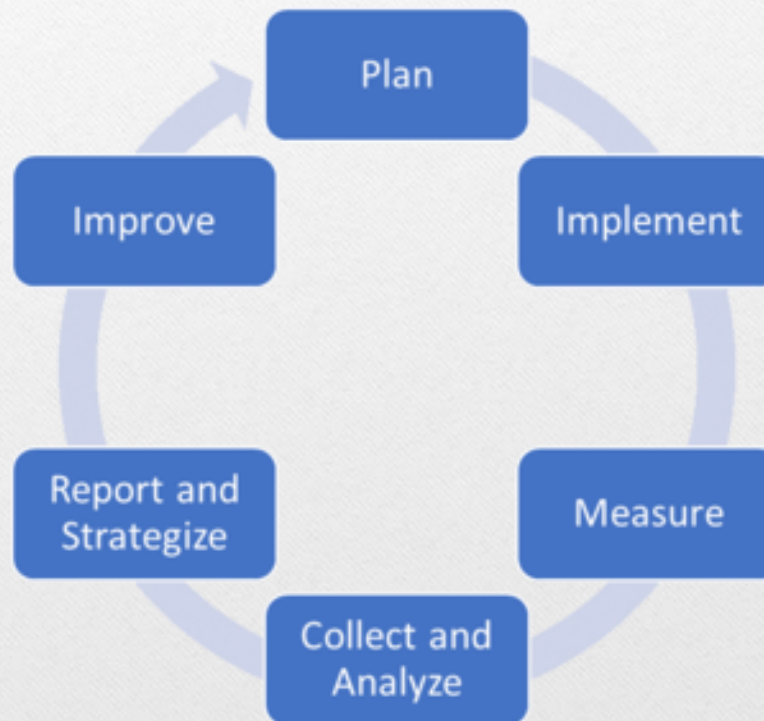 Plan
Implement
Measure
Collect and
Analyze
Report and
Strategize
Improve